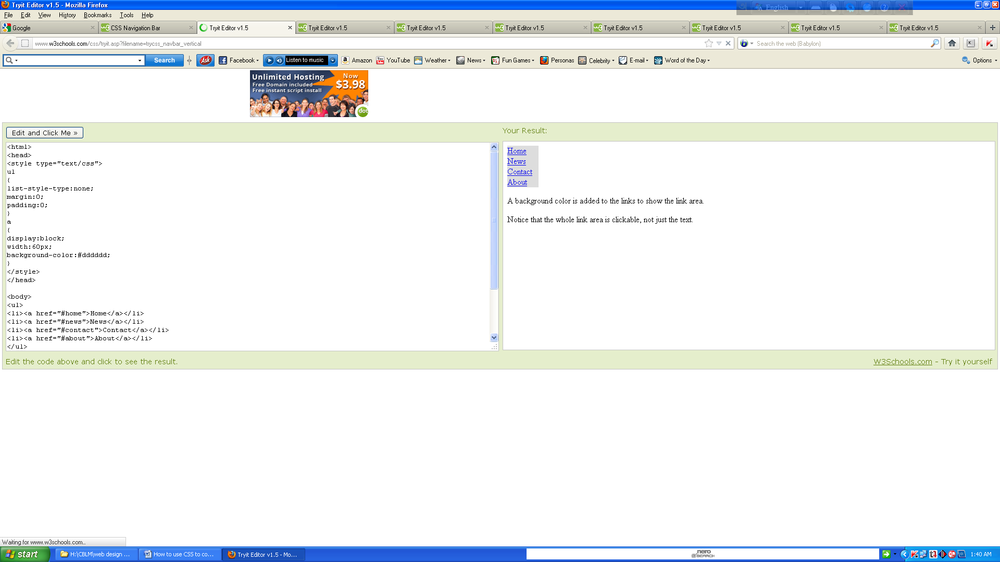 Tryit Editor v1.5 - Mozilla Firefox
English
File Edit View History Bookmarks Tools Help
Google CSS Navigation Bar Tryit Editor v1.5 Tryit Editor v1.5 Tryit Editor v1.5 Tryit Editor v1.5 Tryit Editor v1.5 Tryit Editor v1.5 Tryit Editor v1.5 Tryit Editor v1.5
www.w3schools.com/css/tryit.asp?filename=trycss_navbar_vertical Search the web (Babylon)
Search Ask Facebook Listen to music Amazon YouTube Weather News Fun Games Personas Celebrity E-mail Word of the Day Options
Unlimited Hosting Now
Free Domain included $3.98
Free instant script install
dot
Edit and Click Me »
<html>
<head>
<style type="text/css">
ul
{
list-style-type:none;
margin:0;
padding:0;
}
a
{
display:block;
width:60px;
background-color:#dddddd;
}
</style>
</head>
<body>
<ul>
<li><a href="#home">Home</a></li>
<li><a href="#news">News</a></li>
<li><a href="#contact">Contact</a></li>
<li><a href="#about">About</a></li>
</ul>
Edit the code above and click to see the result.
Your Result:
Home
News
Contact
About
A background color is added to the links to show the link area.
Notice that the whole link area is clickable, not just the text.
W3Schools.com - Try it yourself
Waiting for www.w3schools.com...
start H:\CBLM\web design ... How to use CSS to co... Tryit Editor v1.5 - Mo... nero SEARCH 1:40 AM